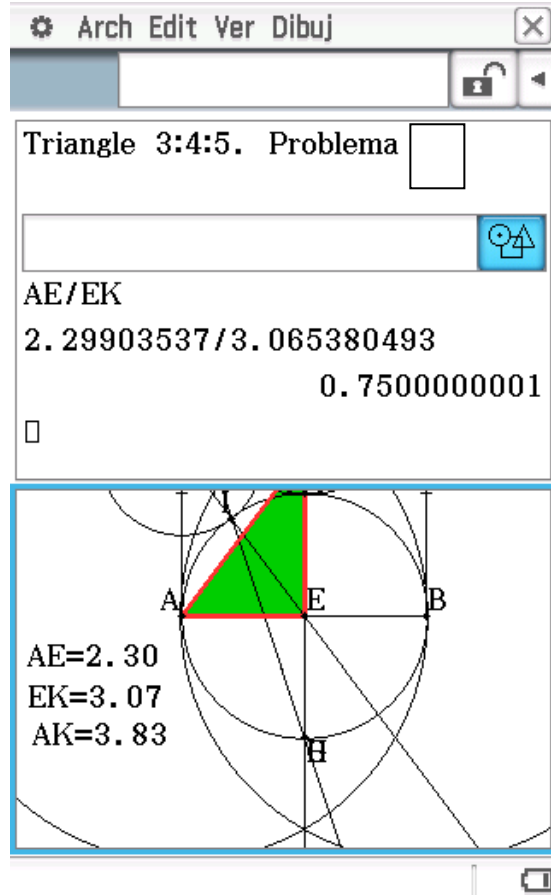 Arch Edit Ver Dibuj
Triangle 3:4:5. Problema
AE/EK
2.29903537/3.065380493
0.7500000001
I
A
E
B
AE=2.30
EK=3.07
AK=3.83
H